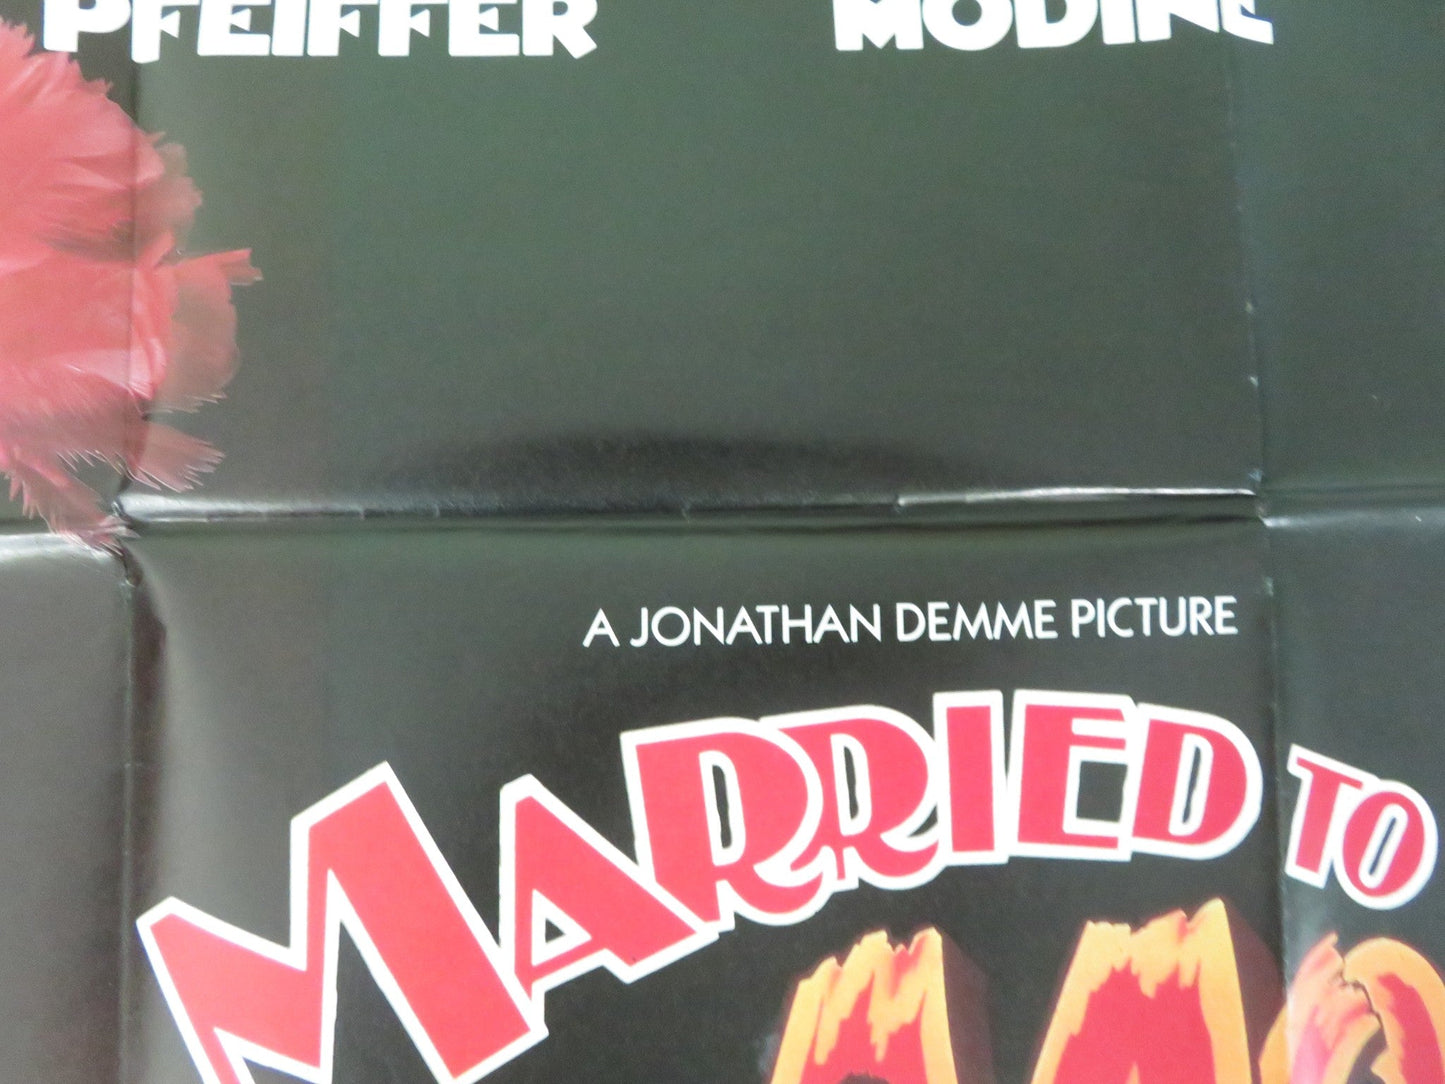 PFEIFFER MODINE
A JONATHAN DEMME PICTURE
MARRIED TO